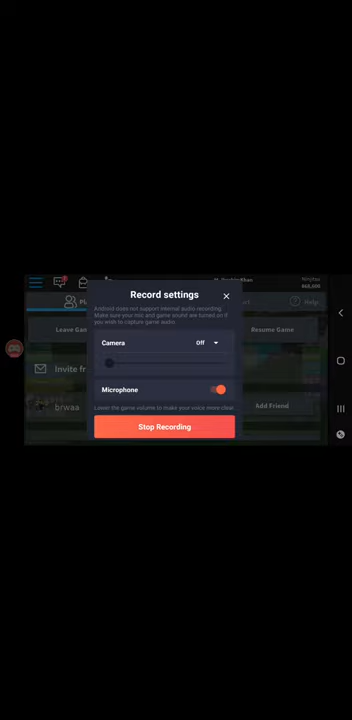 Record settings
Android does not support internal audio recording.
Make sure your mic and game sound are turned on if
you wish to capture game audio.
Camera
Off
Microphone
Lower the game volume to make your voice more clear.
Stop Recording
Leave Gam
Resume Game
Help
Invite fr
brwaa
Add Friend